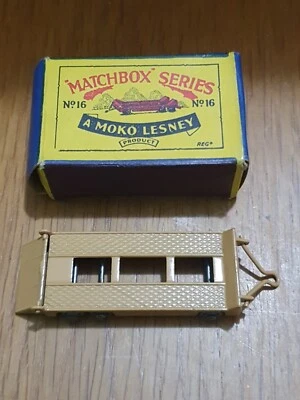 "MATCHBOX" SERIES
No16 No16
A MOKO LESNEY
PRODUCT
REGD